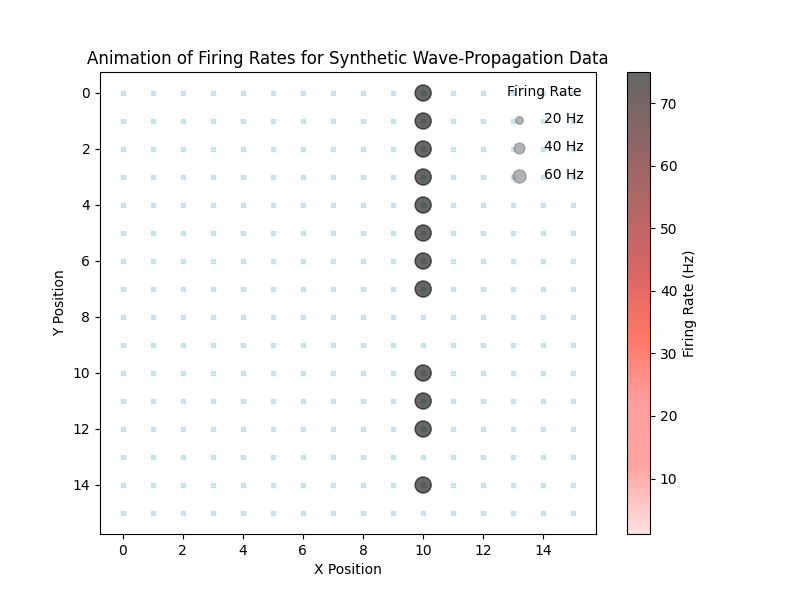 Animation of Firing Rates for Synthetic Wave-Propagation Data
Firing Rate
20 Hz
40 Hz
60 Hz
0
2
4
6
8
10
12
14
Y Position
0 2 4 6 8 10 12 14
X Position
70
60
50
40
30
20
10
Firing Rate (Hz)